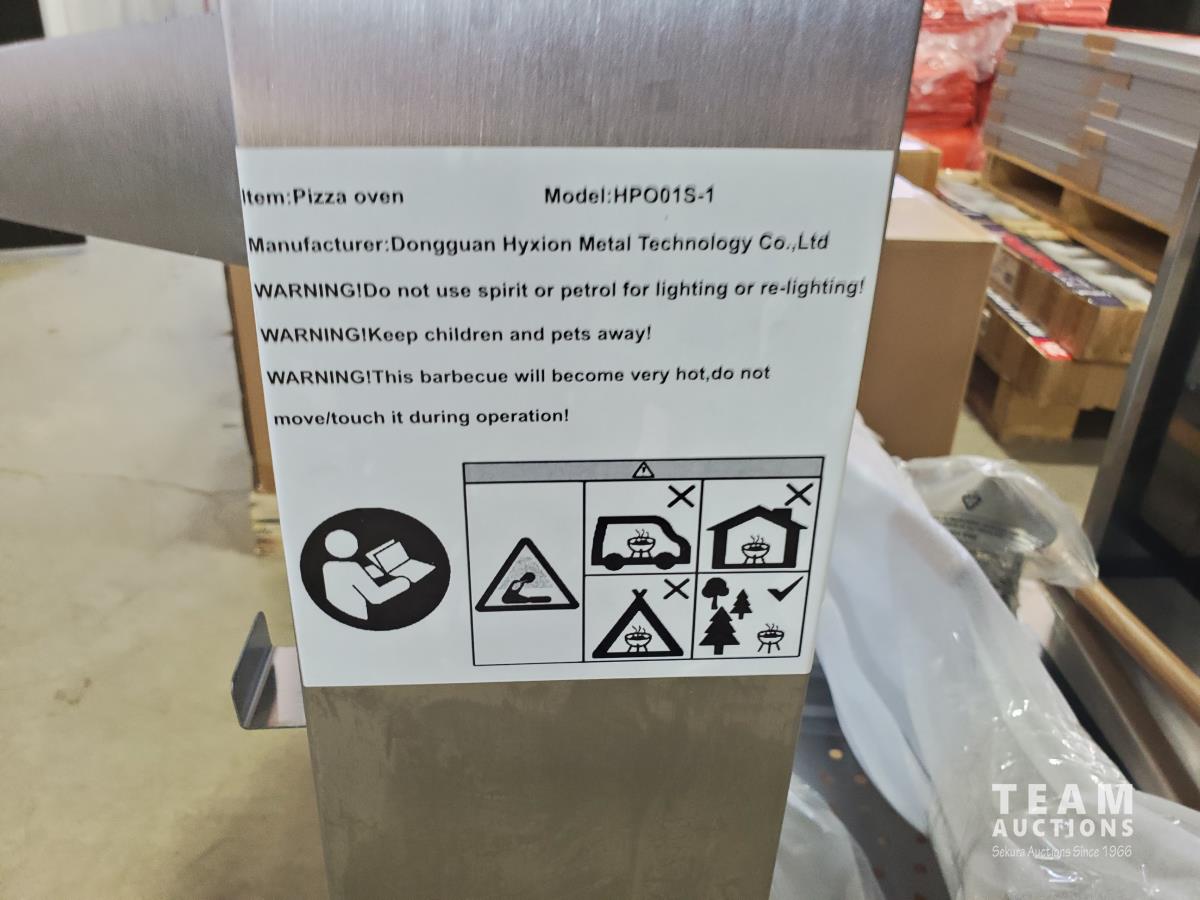 Item:Pizza oven Model:HPO01S-1
Manufacturer:Dongguan Hyxion Metal Technology Co.,Ltd
WARNING!Do not use spirit or petrol for lighting or re-lighting!
WARNING!Keep children and pets away!
WARNING!This barbecue will become very hot,do not
move/touch it during operation!
TEAM
AUCTIONS
Sekura Auctions Since 1966